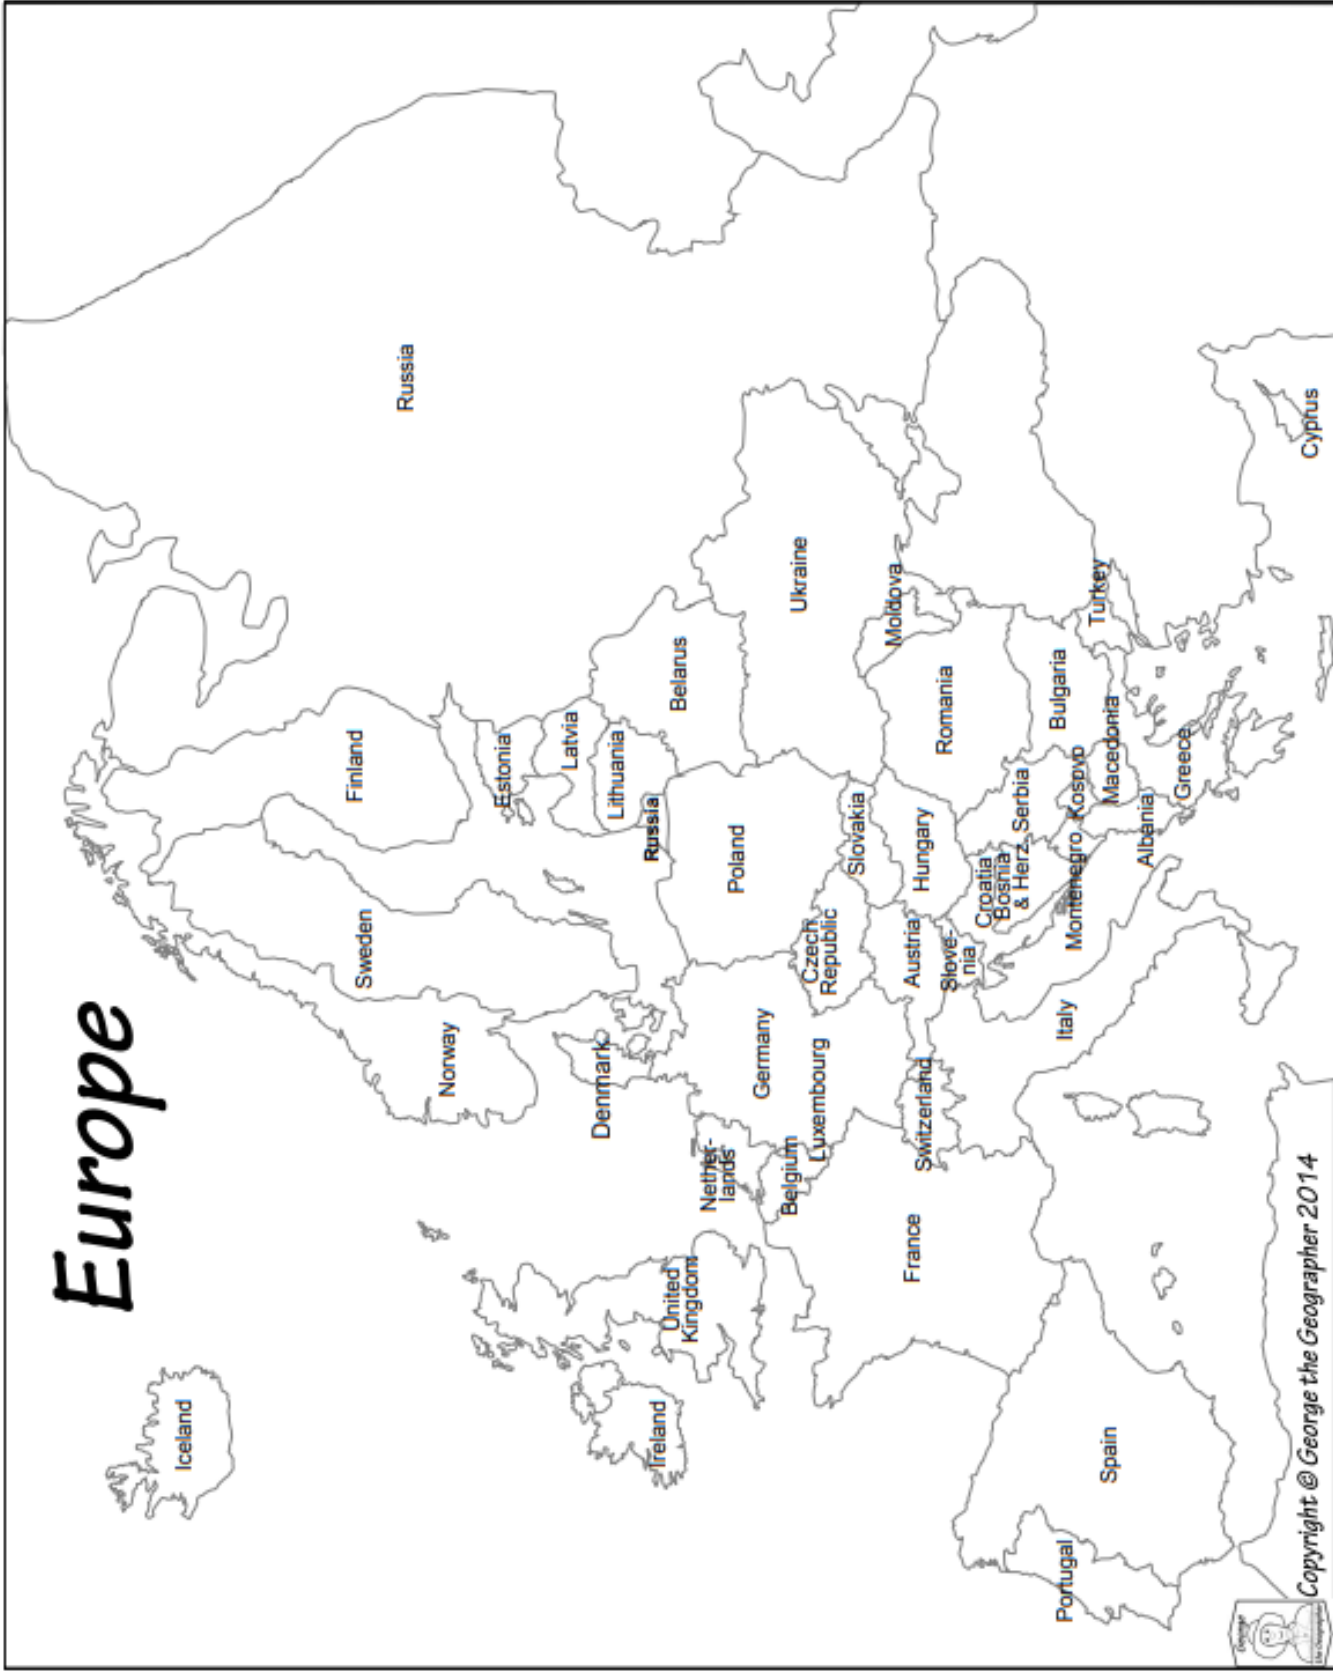 Europe
Iceland
Norway
Sweden
Finland
Russia
Estonia
Latvia
Lithuania
Russia
Belarus
Denmark
United
Kingdom
Ireland
Nether-
lands
Belgium
Luxembourg
Germany
Poland
Czech
Republic
Slovakia
Ukraine
Moldova
France
Switzerland
Austria
Hungary
Romania
Slove-
nia
Croatia
Bosnia
& Herz.
Serbia
Montenegro
Kosovo
Bulgaria
Macedonia
Albania
Greece
Turkey
Italy
Spain
Portugal
Cyprus
George
Copyright © George the Geographer 2014